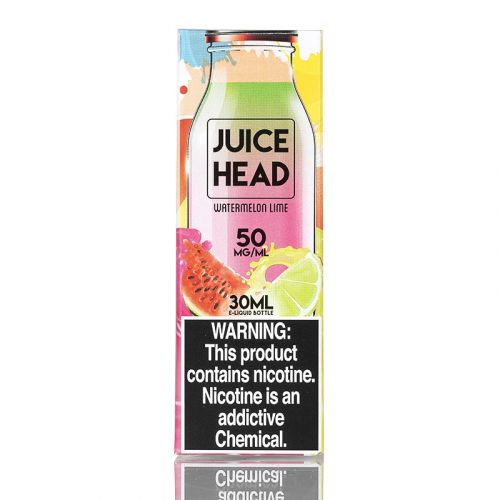 JUICE
HEAD
WATERMELON LIME
50
MG/ML
30ML
E-LIQUID BOTTLE
WARNING:
This product
contains nicotine.
Nicotine is an
addictive
Chemical.